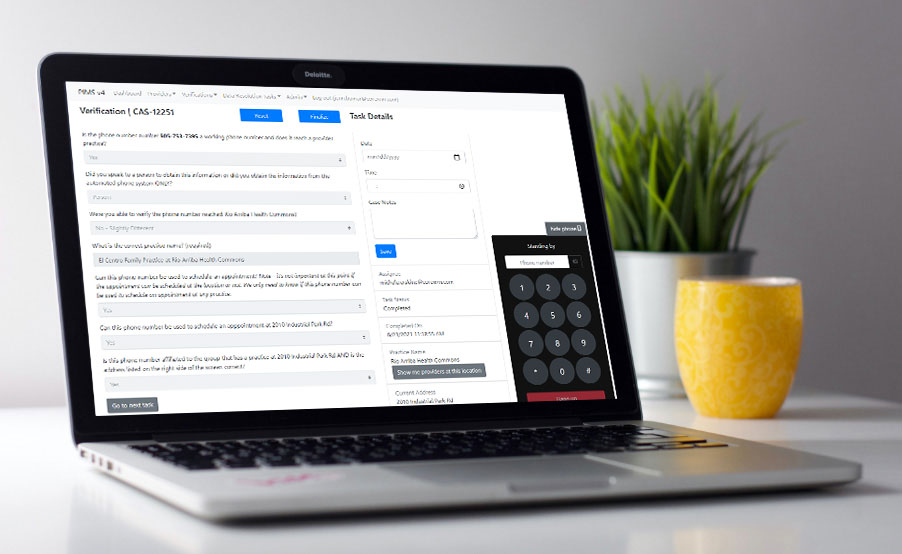 Deloitte.
PIMS v4 Dashboard Providers Verifications Data Resolution Tasks Admin Log out
Verification | CAS-12251
Reset
Finalize
Is the phone number number 505-753-7395 a working phone number and does it reach a provider
practice?
Yes
Did you speak to a person to obtain this information or did you obtain the information from the
automated phone system ONLY?
Person
Were you able to verify the phone number reached: Rio Arriba Health Commons?
No - Slightly Different
What is the correct practice name? (required)
El Centro Family Practice at Rio Arriba Health Commons
Can this phone number be used to schedule an appointment? Note - it's not important at this point if
the appointment can be scheduled at the location or not. We only need to know if this phone number can
be used to schedule an appointment at any practice.
Yes
Can this phone number be used to schedule an apppointment at 2010 Industrial Park Rd?
Yes
Is this phone number affiliated to the group that has a practice at 2010 Industrial Park Rd AND is the
address listed on the right side of the screen correct?
Yes
Go to next task
Task Details
Date
mm/dd/yyyy
Time
Case Notes
Save
Assignee
Task Status
Completed
Completed On:
Practice Name
Rio Arriba Health Commons
Show me providers at this location
Current Address
2010 Industrial Park Rd
hide phone
Standing by
Phone number
1 2 3
4 5 6
7 8 9
* 0 #